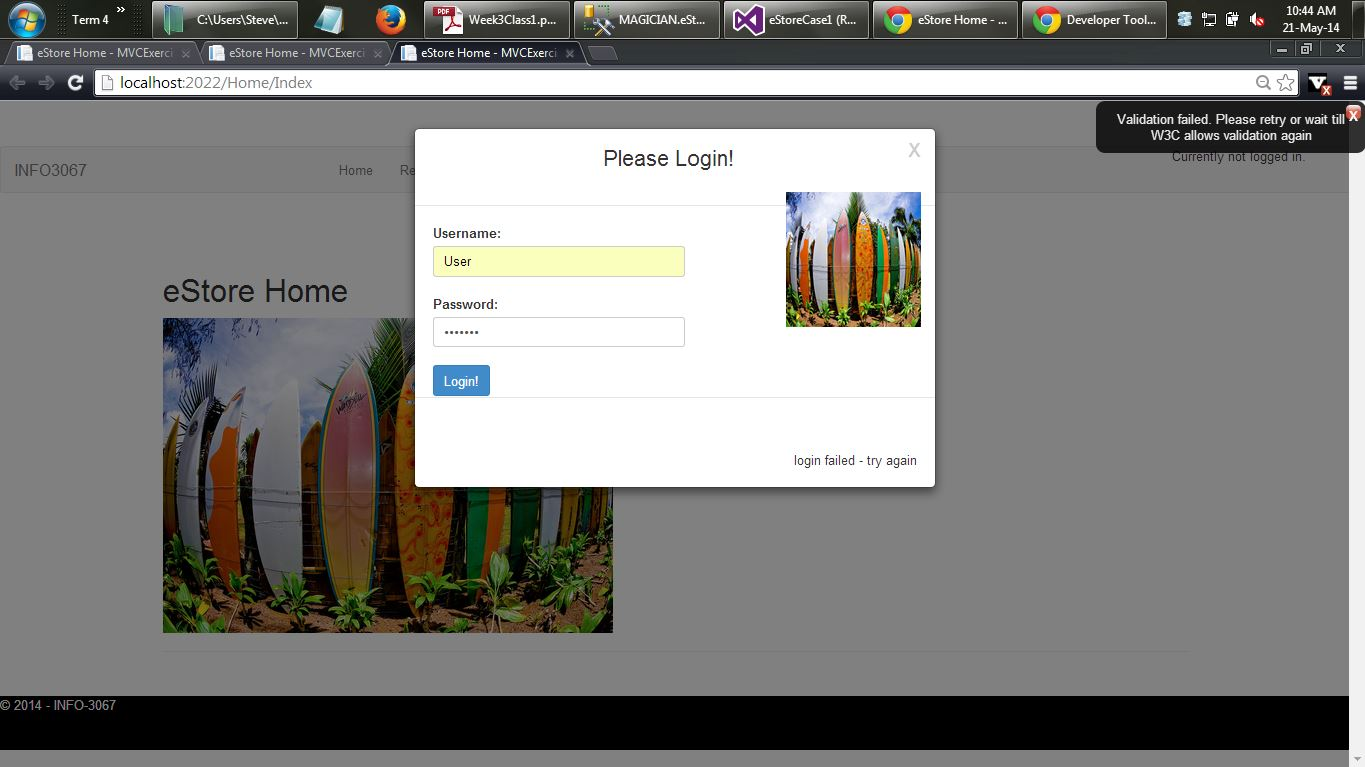 Term 4
»
C:\Users\Steve\...
PDF
Week3Class1.p...
MAGICIAN.eSt...
eStoreCase1 (R...
eStore Home - ...
Developer Tool...
10:44 AM
21-May-14
eStore Home - MVCExerci
eStore Home - MVCExerci
eStore Home - MVCExerci
localhost:2022/Home/Index
Validation failed. Please retry or wait till
W3C allows validation again
X
INFO3067
Home
Re
Currently not logged in.
Please Login!
X
Username:
User
Password:
•••••••
Login!
login failed - try again
eStore Home
© 2014 - INFO-3067